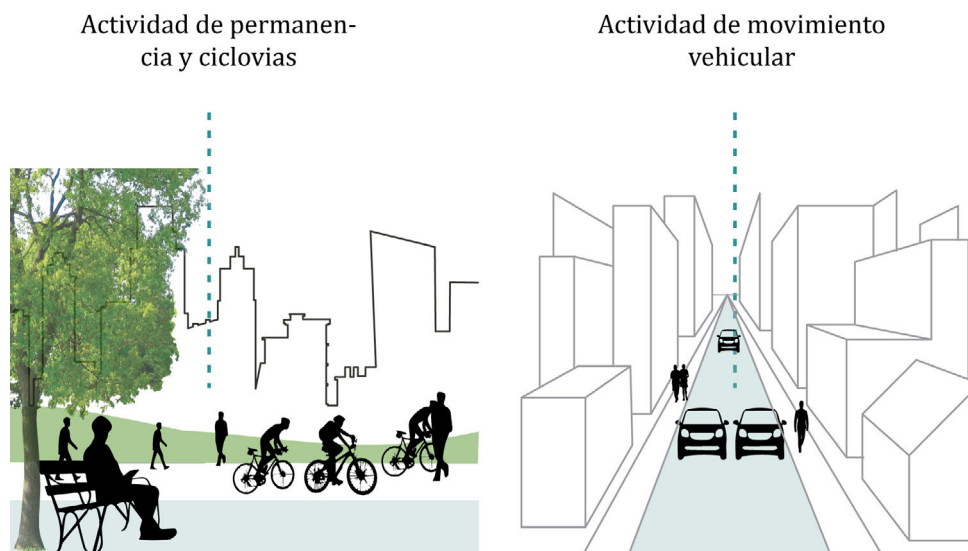 Actividad de permanen-
cia y ciclovias
Actividad de movimiento
vehicular